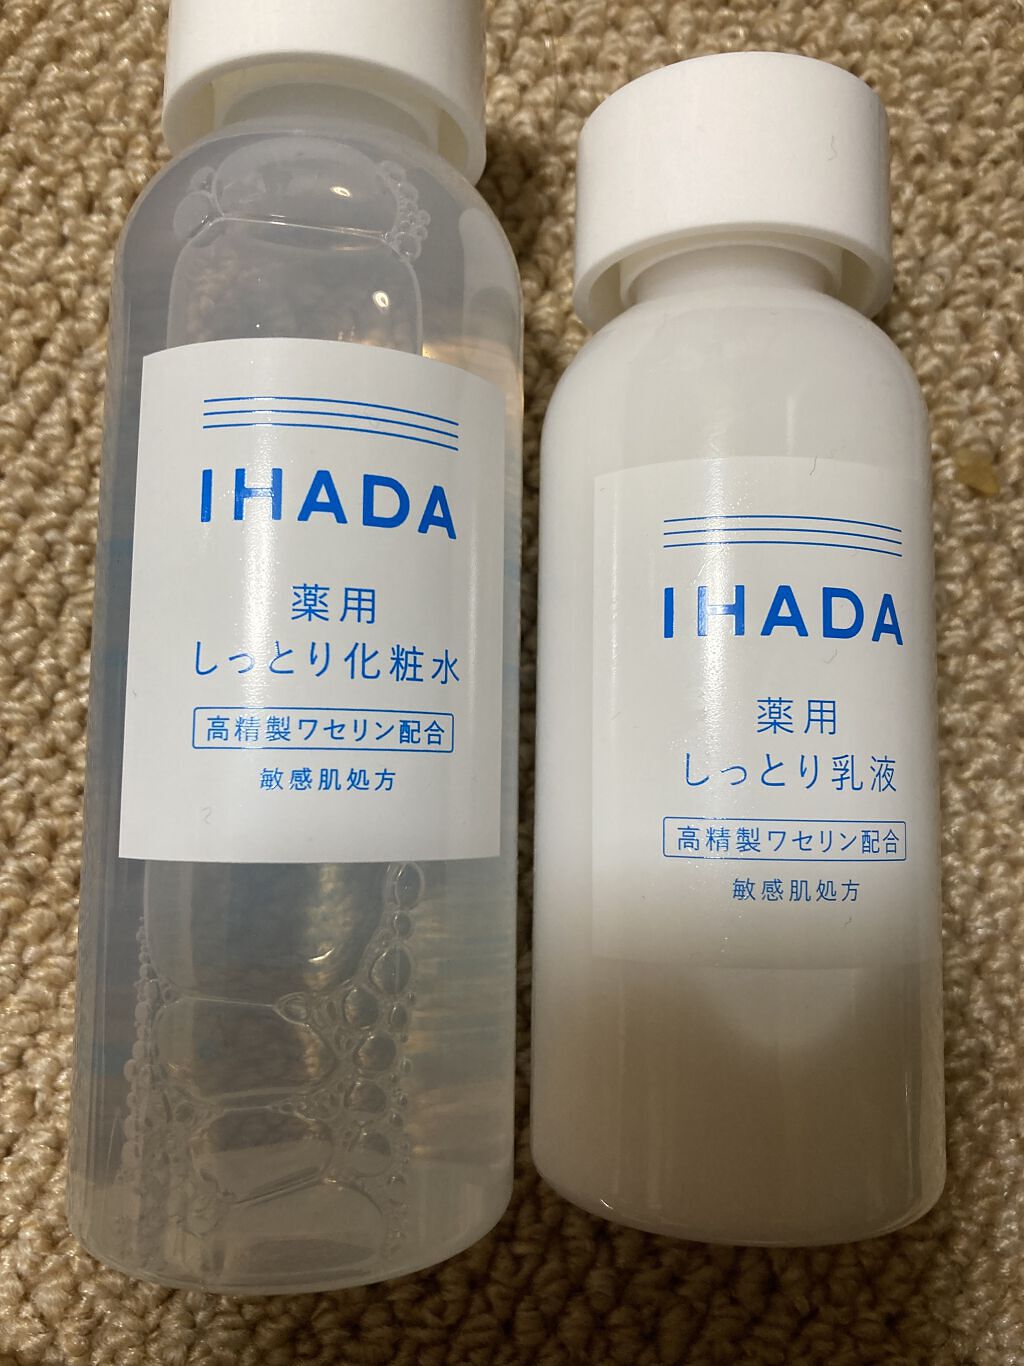 IHADA
薬用
しっとり化粧水
高精製ワセリン配合
敏感肌処方
IHADA
薬用
しっとり乳液
高精製ワセリン配合
敏感肌処方